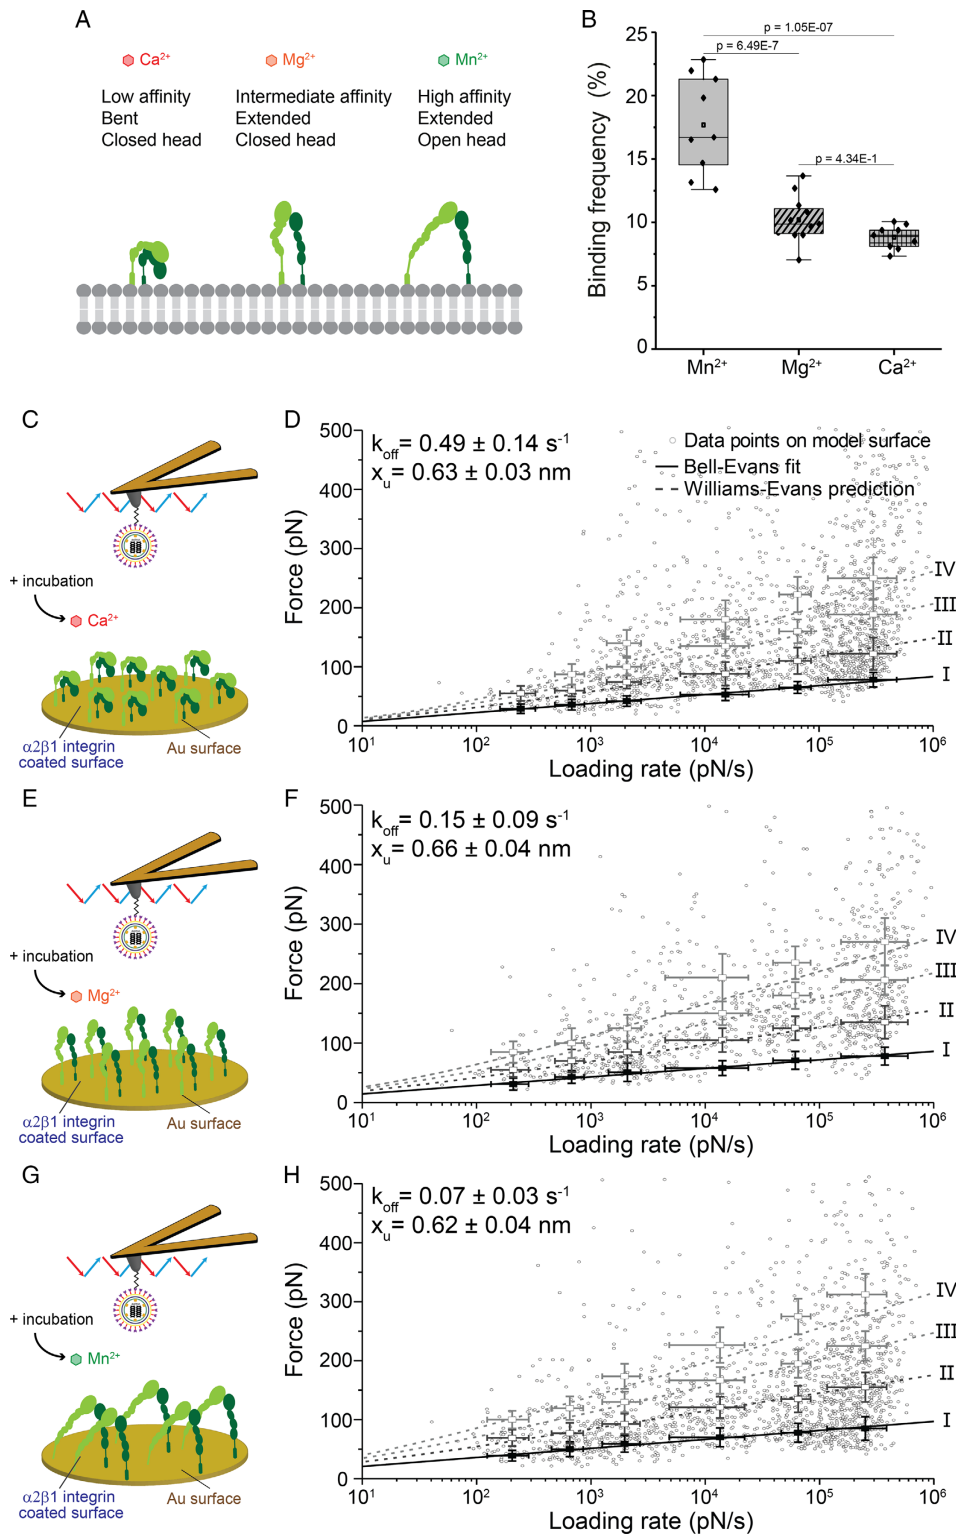 A
Ca²⁺
Mg²⁺
Mn²⁺
Low affinity
Bent
Closed head
Intermediate affinity
Extended
Closed head
High affinity
Extended
Open head
B
p = 1.05E-07
p = 6.49E-7
p = 4.34E-1
Binding frequency (%)
25
20
15
10
5
0
Mn²⁺
Mg²⁺
Ca²⁺
C
+ incubation
Ca²⁺
α2β1 integrin
coated surface
Au surface
D
k_off = 0.49 ± 0.14 s⁻¹
x_u = 0.63 ± 0.03 nm
Data points on model surface
Bell-Evans fit
Williams-Evans prediction
Force (pN)
500
400
300
200
100
0
IV
III
II
I
10¹
10²
10³
10⁴
10⁵
10⁶
Loading rate (pN/s)
E
+ incubation
Mg²⁺
α2β1 integrin
coated surface
Au surface
F
k_off = 0.15 ± 0.09 s⁻¹
x_u = 0.66 ± 0.04 nm
Force (pN)
500
400
300
200
100
0
IV
III
II
I
10¹
10²
10³
10⁴
10⁵
10⁶
Loading rate (pN/s)
G
+ incubation
Mn²⁺
α2β1 integrin
coated surface
Au surface
H
k_off = 0.07 ± 0.03 s⁻¹
x_u = 0.62 ± 0.04 nm
Force (pN)
500
400
300
200
100
0
IV
III
II
I
10¹
10²
10³
10⁴
10⁵
10⁶
Loading rate (pN/s)